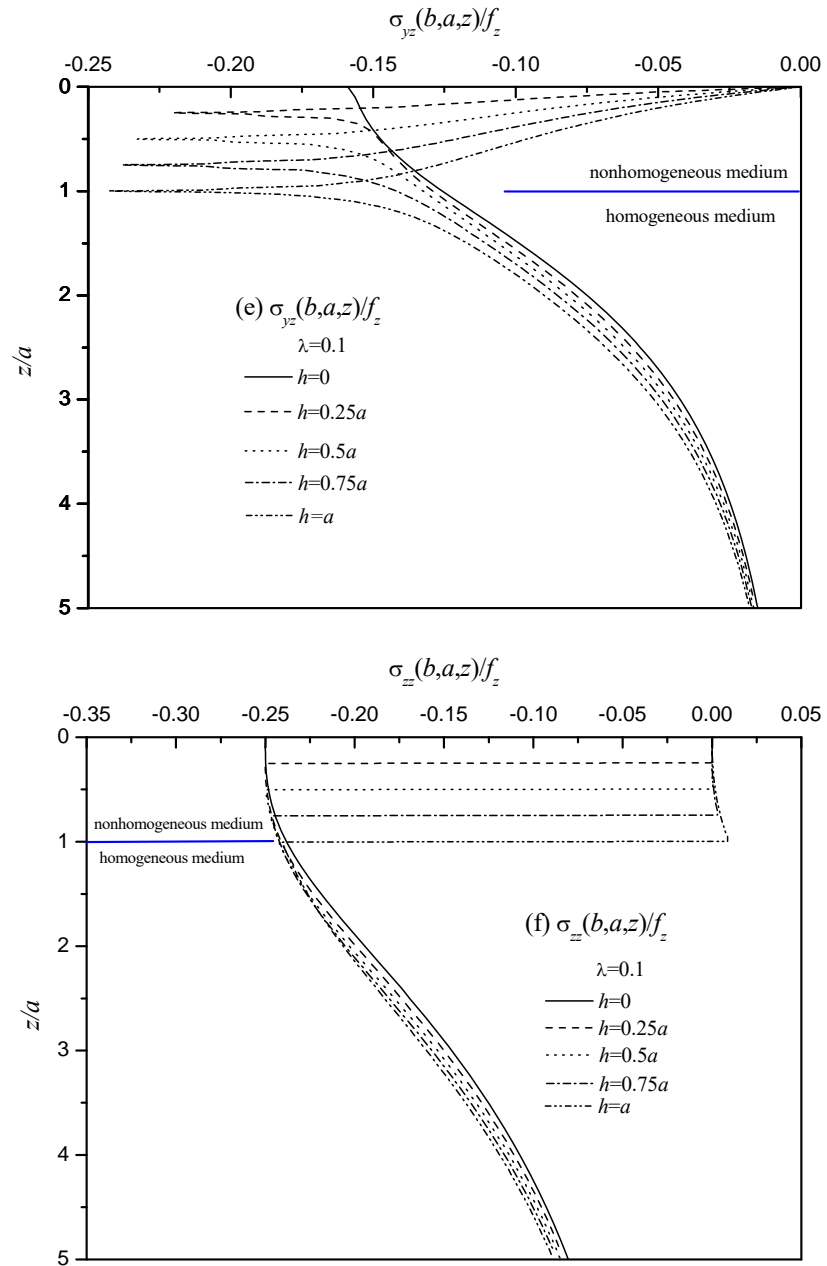 σyz(b,a,z)/fz
-0.25 -0.20 -0.15 -0.10 -0.05 0.00
0
1
2
3
4
5
z/a
nonhomogeneous medium
homogeneous medium
(e) σyz(b,a,z)/fz
λ=0.1
h=0
h=0.25a
h=0.5a
h=0.75a
h=a
σzz(b,a,z)/fz
-0.35 -0.30 -0.25 -0.20 -0.15 -0.10 -0.05 0.00 0.05
0
1
2
3
4
5
z/a
nonhomogeneous medium
homogeneous medium
(f) σzz(b,a,z)/fz
λ=0.1
h=0
h=0.25a
h=0.5a
h=0.75a
h=a